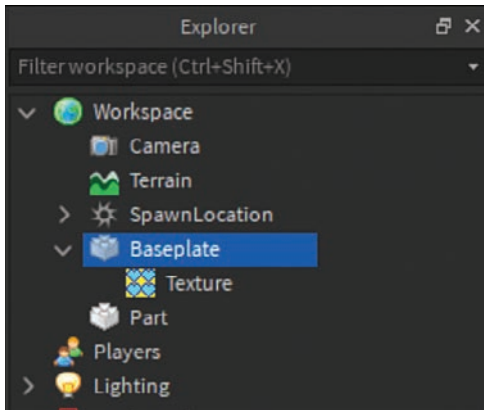 Explorer
Filter workspace (Ctrl+Shift+X)
Workspace
Camera
Terrain
SpawnLocation
Baseplate
Texture
Part
Players
Lighting